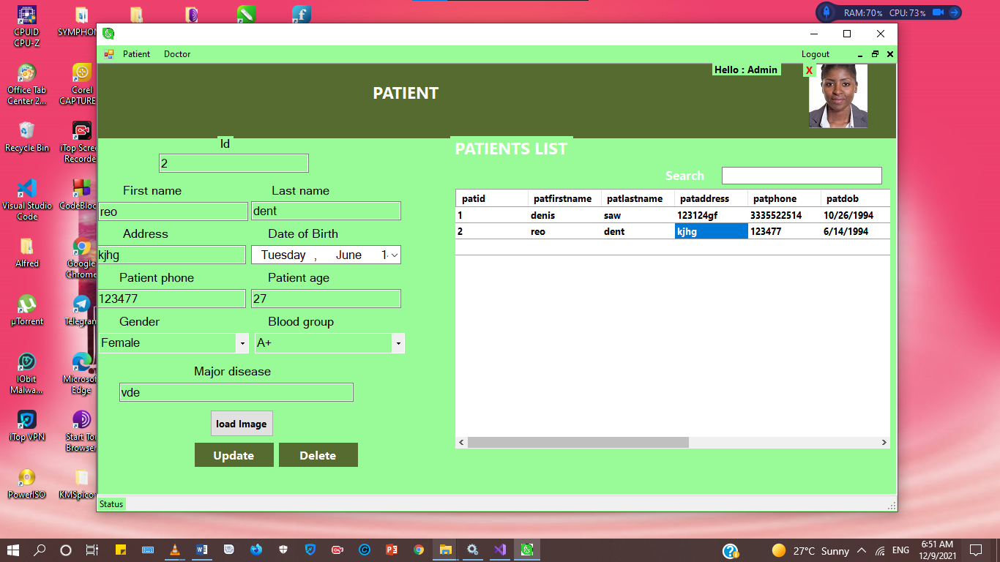 RAM:70% CPU:73%
CPUID
CPU-Z
SYMPHON
Office Tab
Center 2...
Corel
CAPTURE
Recycle Bin
iTop Scree
Recorde
Visual Studio
Code
CodeBloc
Alfred
Google
Chrome
µTorrent
Telegram
IObit
Malwa...
Microsof
Edge
iTop VPN
Start Tor
Browser
PowerISO
KMSpico
Patient Doctor Logout
Hello : Admin X
PATIENT
Id
2
First name Last name
reo dent
Address Date of Birth
kjhg Tuesday , June 1
Patient phone Patient age
123477 27
Gender Blood group
Female A+
Major disease
vde
load Image
Update Delete
PATIENTS LIST
Search
patid patfirstname patlastname pataddress patphone patdob
1 denis saw 123124gf 3335522514 10/26/1994
2 reo dent kjhg 123477 6/14/1994
Status
27°C Sunny ENG 6:51 AM
12/9/2021